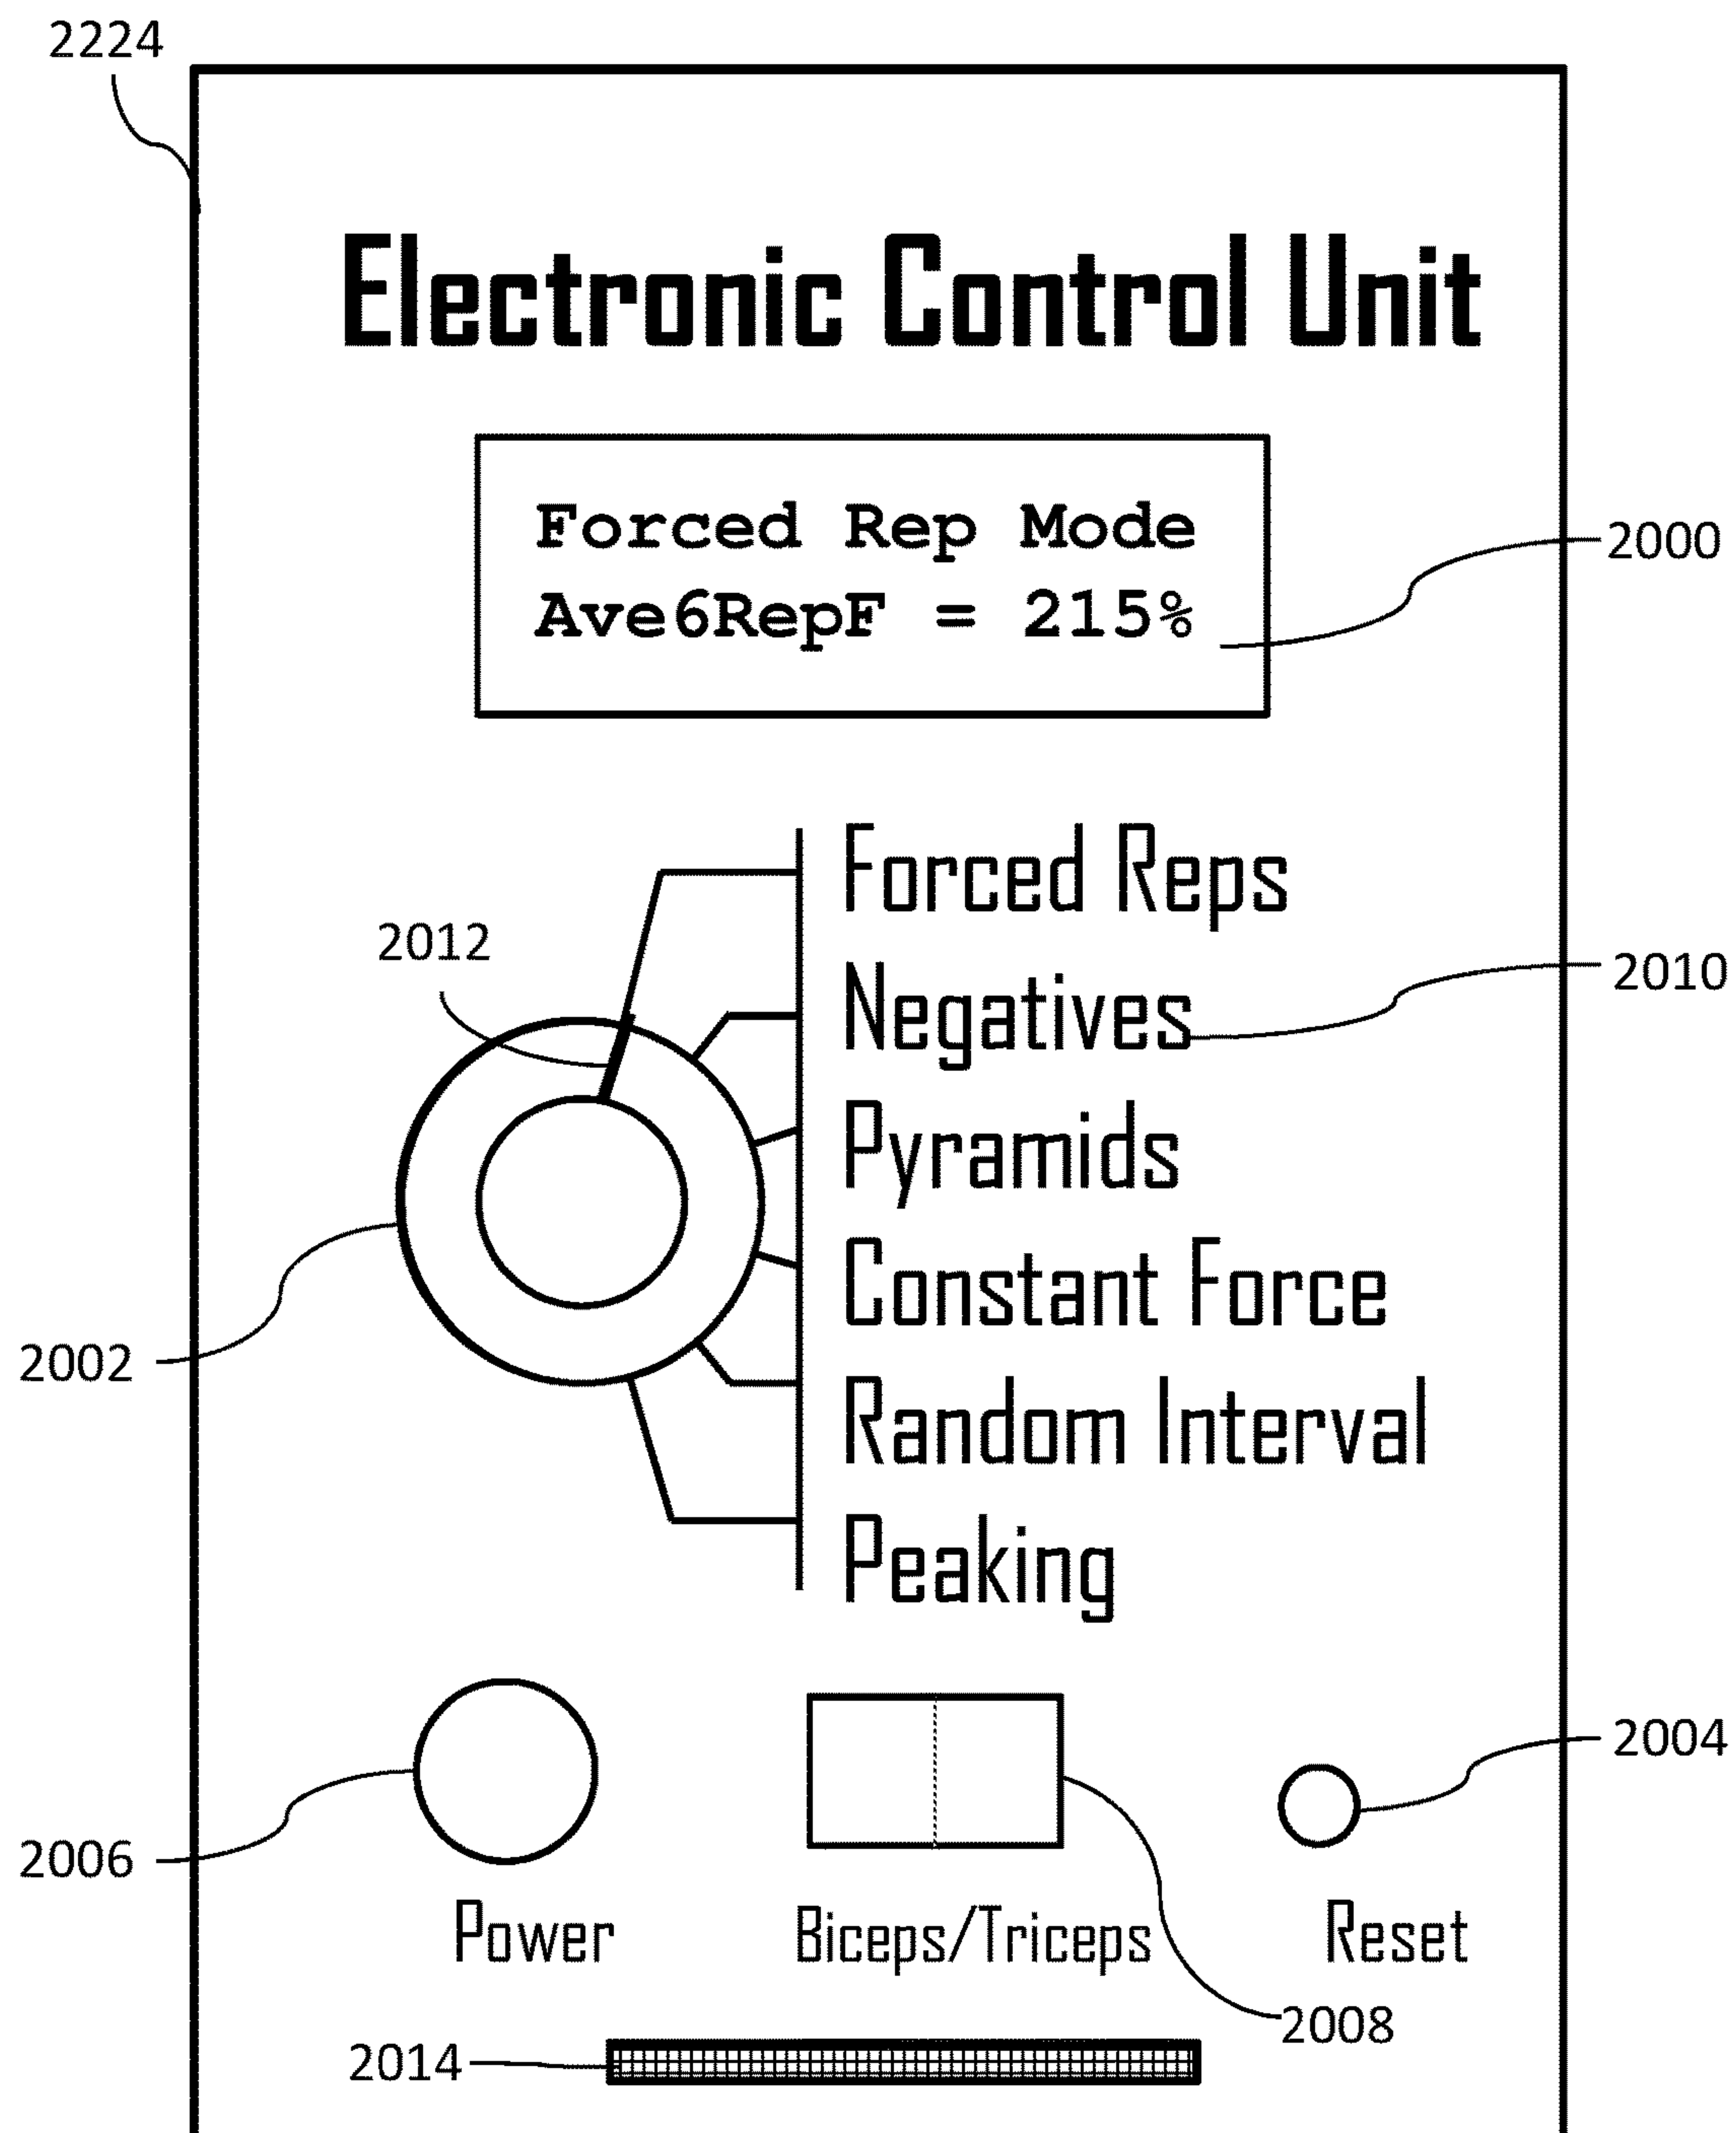 2224
Electronic Control Unit
Forced Rep Mode
Ave6RepF = 215%
2000
Forced Reps
2012
Negatives
2010
Pyramids
Constant Force
2002
Random Interval
Peaking
2004
2006
Power
Biceps/Triceps
Reset
2008
2014